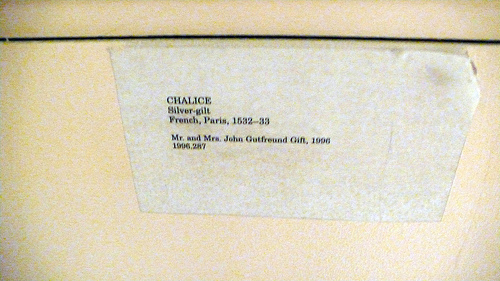 CHALICE
Silver-gilt
French, Paris, 1532–33
Mr. and Mrs. John Gutfreund Gift, 1996
1996.287